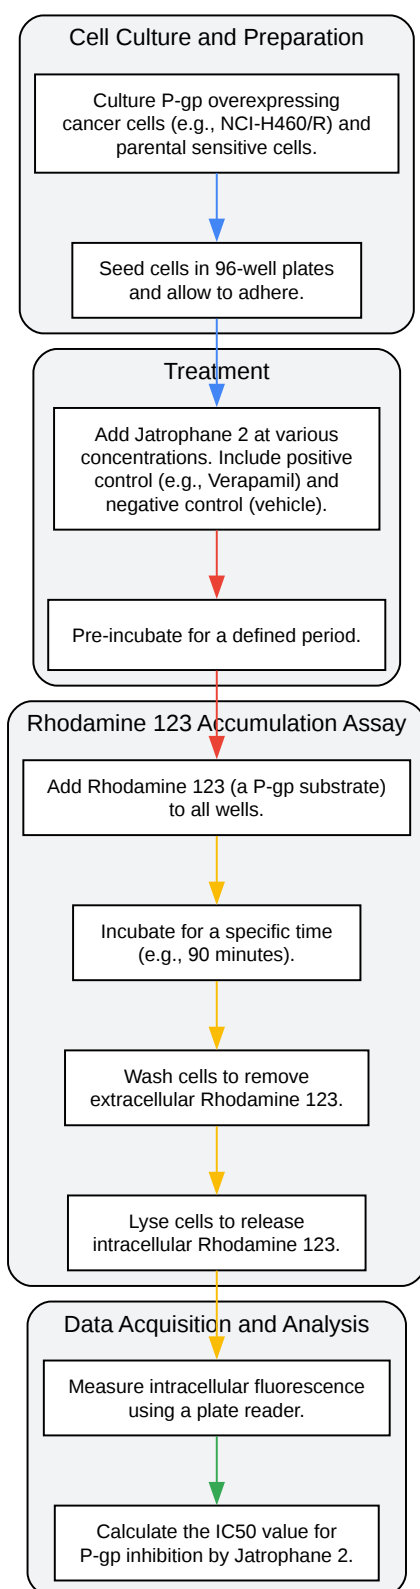 Cell Culture and Preparation
Culture P-gp overexpressing
cancer cells (e.g., NCI-H460/R) and
parental sensitive cells.
Seed cells in 96-well plates
and allow to adhere.
Treatment
Add Jatrophane 2 at various
concentrations. Include positive
control (e.g., Verapamil) and
negative control (vehicle).
Pre-incubate for a defined period.
Rhodamine 123 Accumulation Assay
Add Rhodamine 123 (a P-gp substrate)
to all wells.
Incubate for a specific time
(e.g., 90 minutes).
Wash cells to remove
extracellular Rhodamine 123.
Lyse cells to release
intracellular Rhodamine 123.
Data Acquisition and Analysis
Measure intracellular fluorescence
using a plate reader.
Calculate the IC50 value for
P-gp inhibition by Jatrophane 2.